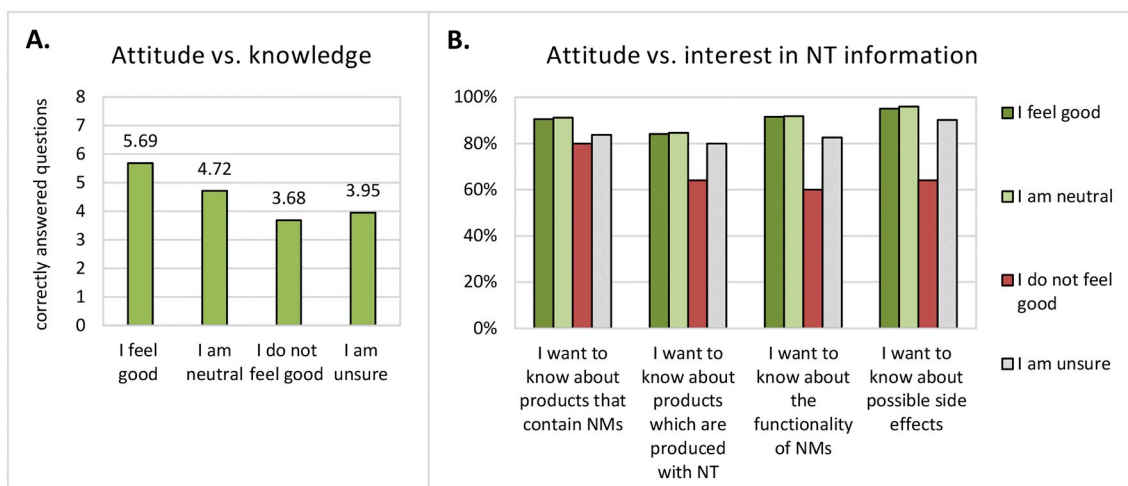 A.
Attitude vs. knowledge
correctly answered questions
8
7
6
5
4
3
2
1
0
5.69
4.72
3.68
3.95
I feel
good
I am
neutral
I do not
feel good
I am
unsure
B.
Attitude vs. interest in NT information
100%
80%
60%
40%
20%
0%
I want to
know about
products that
contain NMs
I want to
know about
products
which are
produced
with NT
I want to
know about
the
functionality
of NMs
I want to
know about
possible side
effects
I feel good
I am neutral
I do not feel
good
I am unsure